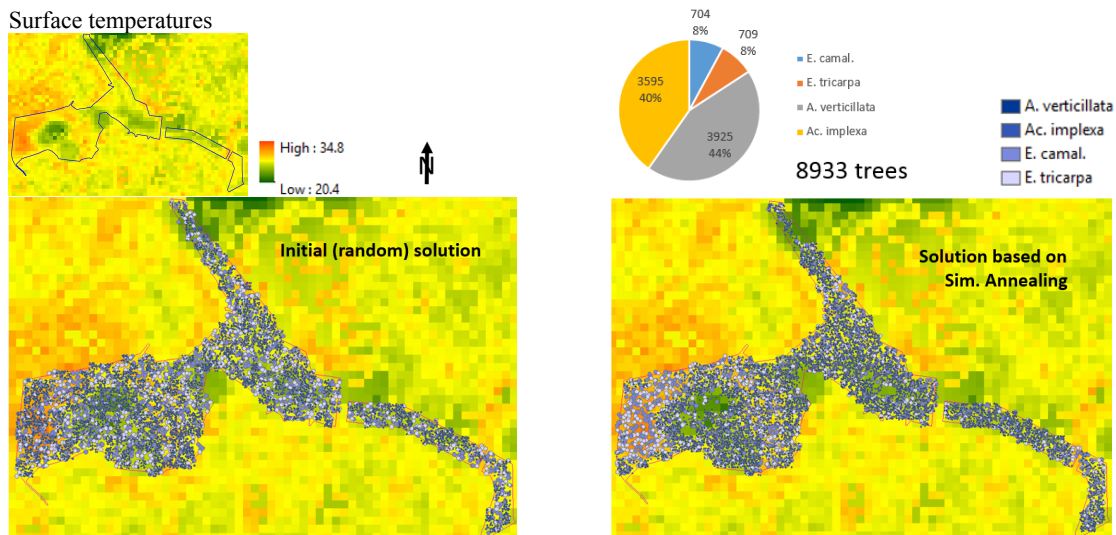 Surface temperatures
High : 34.8
Low : 20.4
N
704
8%
709
8%
3595
40%
3925
44%
E. camal.
E. tricarpa
A. verticillata
Ac. implexa
8933 trees
A. verticillata
Ac. implexa
E. camal.
E. tricarpa
Initial (random) solution
Solution based on
Sim. Annealing